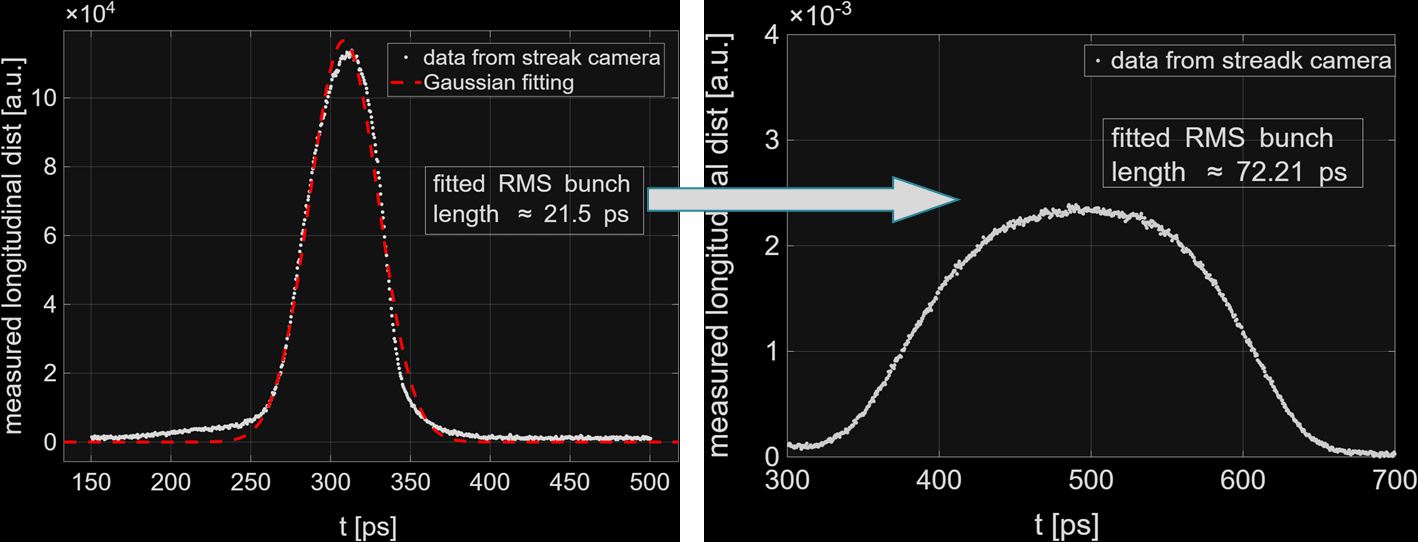 ×10⁴
measured longitudinal dist [a.u.]
10
8
6
4
2
0
data from streak camera
Gaussian fitting
fitted RMS bunch
length ≈ 21.5 ps
150 200 250 300 350 400 450 500
t [ps]
×10⁻³
measured longitudinal dist [a.u.]
4
3
2
1
0
data from streadk camera
fitted RMS bunch
length ≈ 72.21 ps
300 400 500 600 700
t [ps]